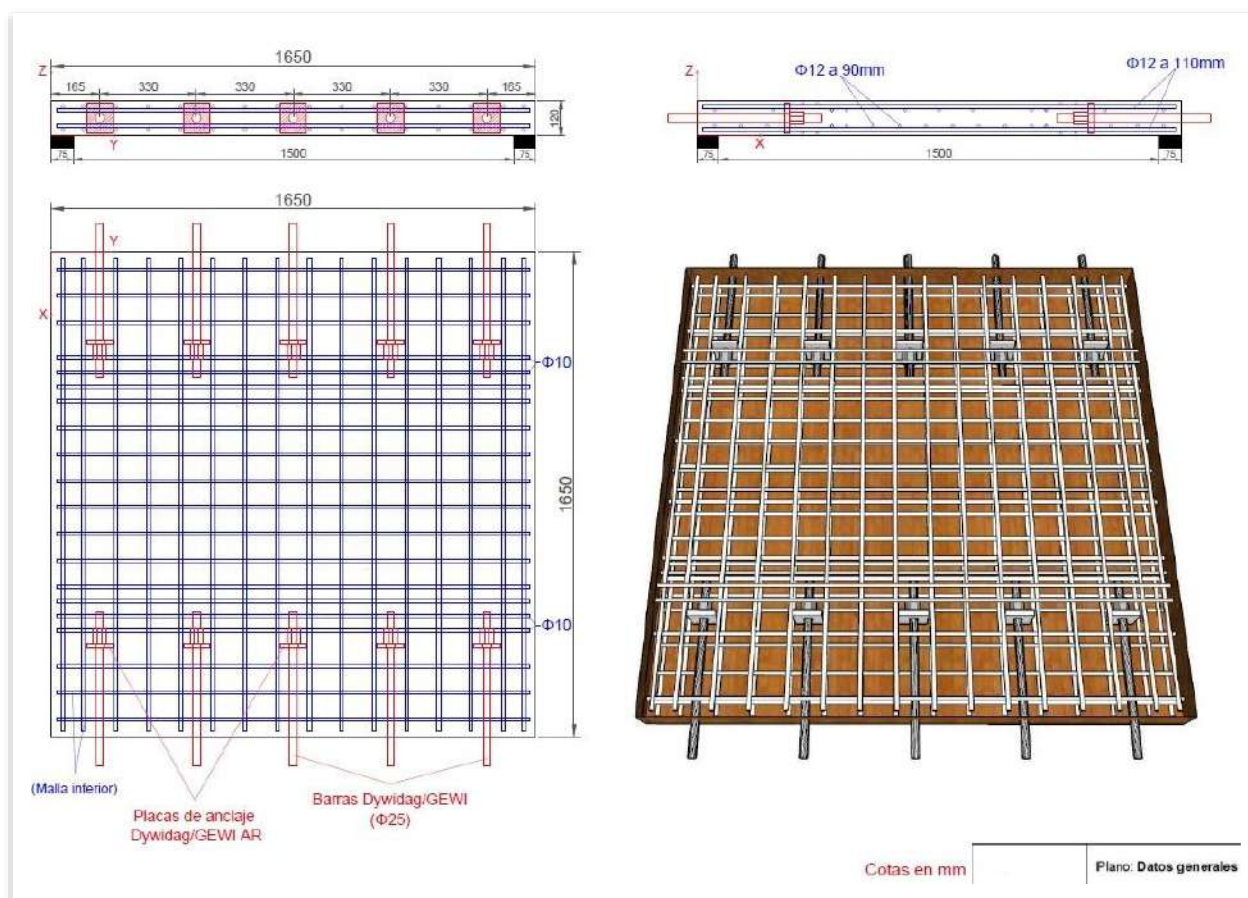 1650
Z
165 330 330 330 330 165
120
Y
75 1500 75
Z
Φ12 a 90mm
Φ12 a 110mm
X
75 1500 75
1650
Y
X
Φ10
1650
Φ10
(Malla inferior)
Placas de anclaje
Dywidag/GEWI AR
Barras Dywidag/GEWI
(Φ25)
Cotas en mm
Plano: Datos generales